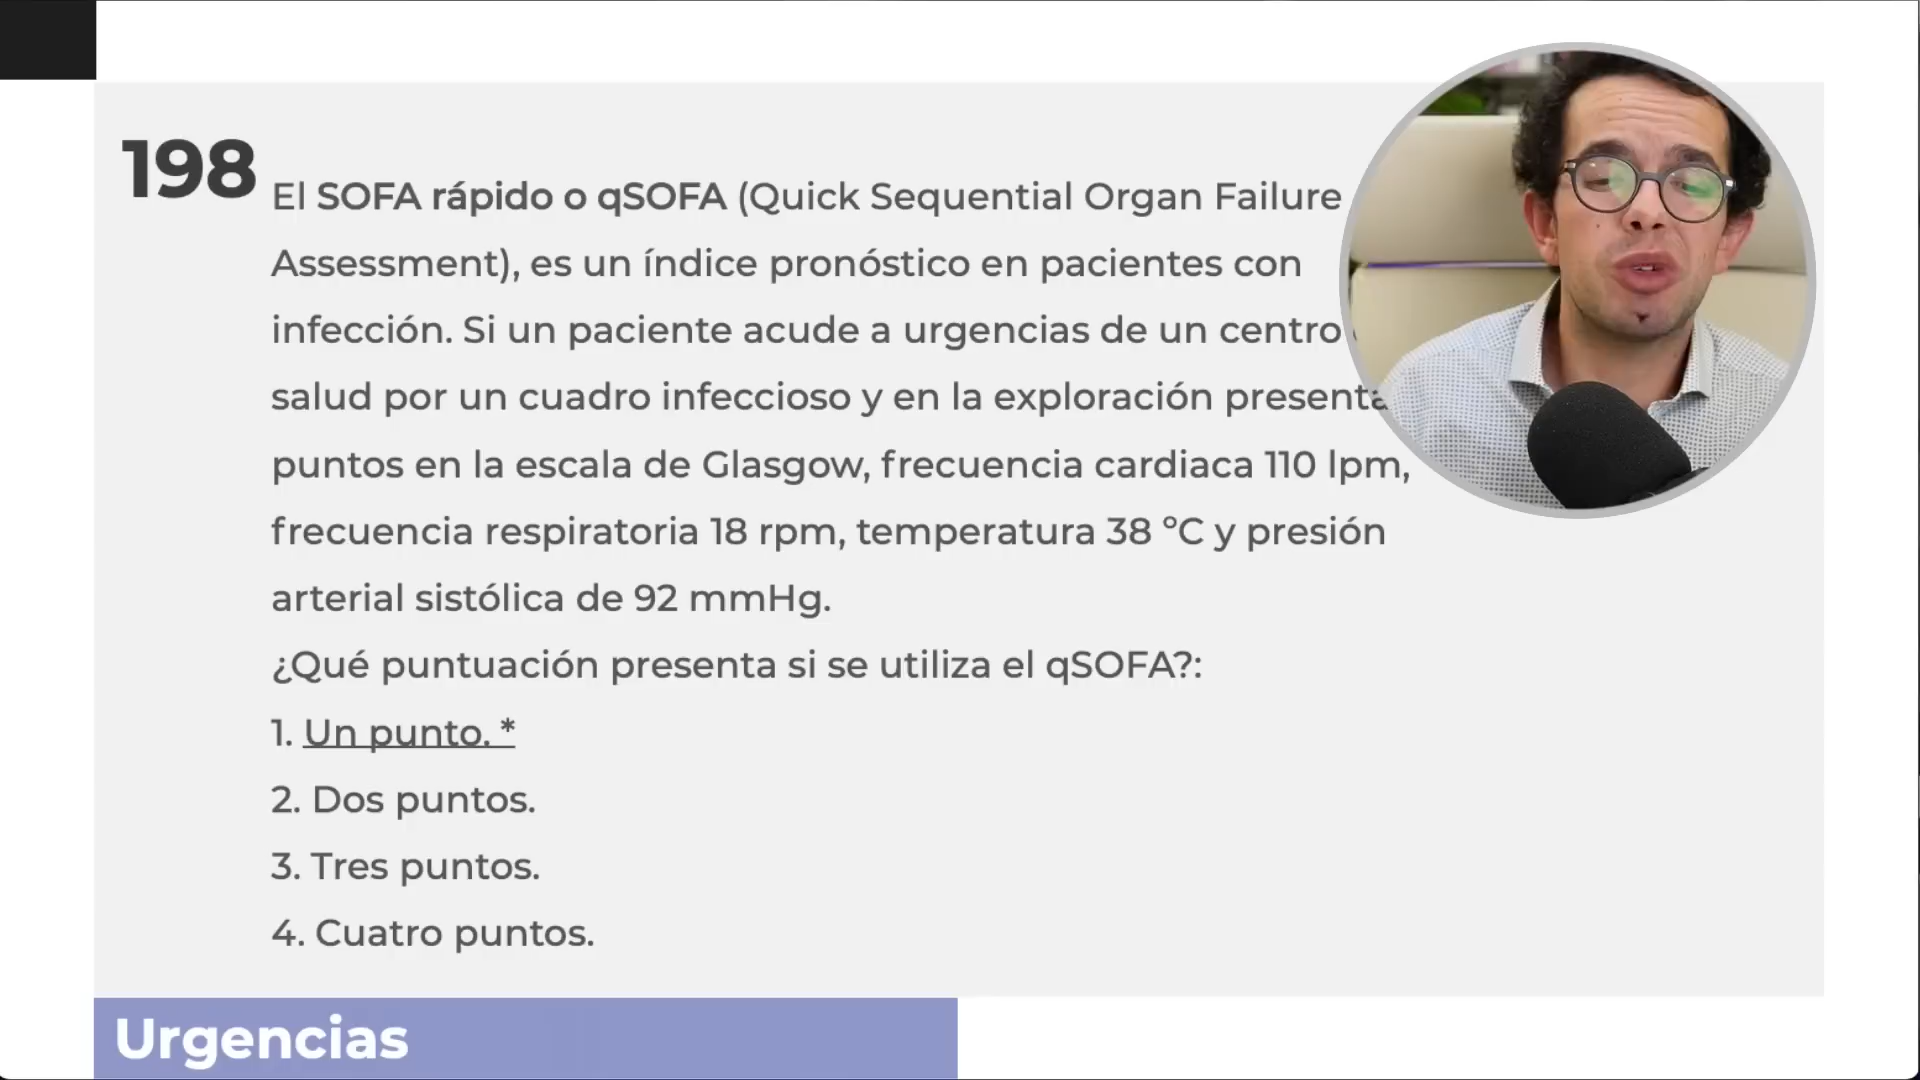 198
El SOFA rápido o qSOFA (Quick Sequential Organ Failure
Assessment), es un índice pronóstico en pacientes con
infección. Si un paciente acude a urgencias de un centro
salud por un cuadro infeccioso y en la exploración presenta
puntos en la escala de Glasgow, frecuencia cardiaca 110 lpm,
frecuencia respiratoria 18 rpm, temperatura 38 ºC y presión
arterial sistólica de 92 mmHg.
¿Qué puntuación presenta si se utiliza el qSOFA?:
1. Un punto. *
2. Dos puntos.
3. Tres puntos.
4. Cuatro puntos.
Urgencias